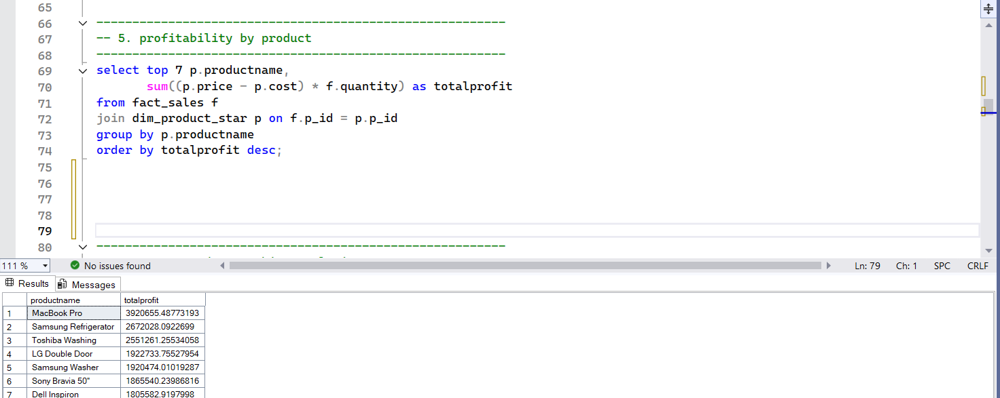 65
66 ---------------------------------------------------------
67 -- 5. profitability by product
68 ---------------------------------------------------------
69 select top 7 p.productname,
70 sum((p.price - p.cost) * f.quantity) as totalprofit
71 from fact_sales f
72 join dim_product_star p on f.p_id = p.p_id
73 group by p.productname
74 order by totalprofit desc;
75
76
77
78
79
80 ---------------------------------------------------------
111 % No issues found Ln: 79 Ch: 1 SPC CRLF
Results Messages
productname totalprofit
1 MacBook Pro 3920655.48773193
2 Samsung Refrigerator 2672028.0922699
3 Toshiba Washing 2551261.25534058
4 LG Double Door 1922733.75527954
5 Samsung Washer 1920474.01019287
6 Sony Bravia 50" 1865540.23986816
7 Dell Inspiron 1805582.9197998